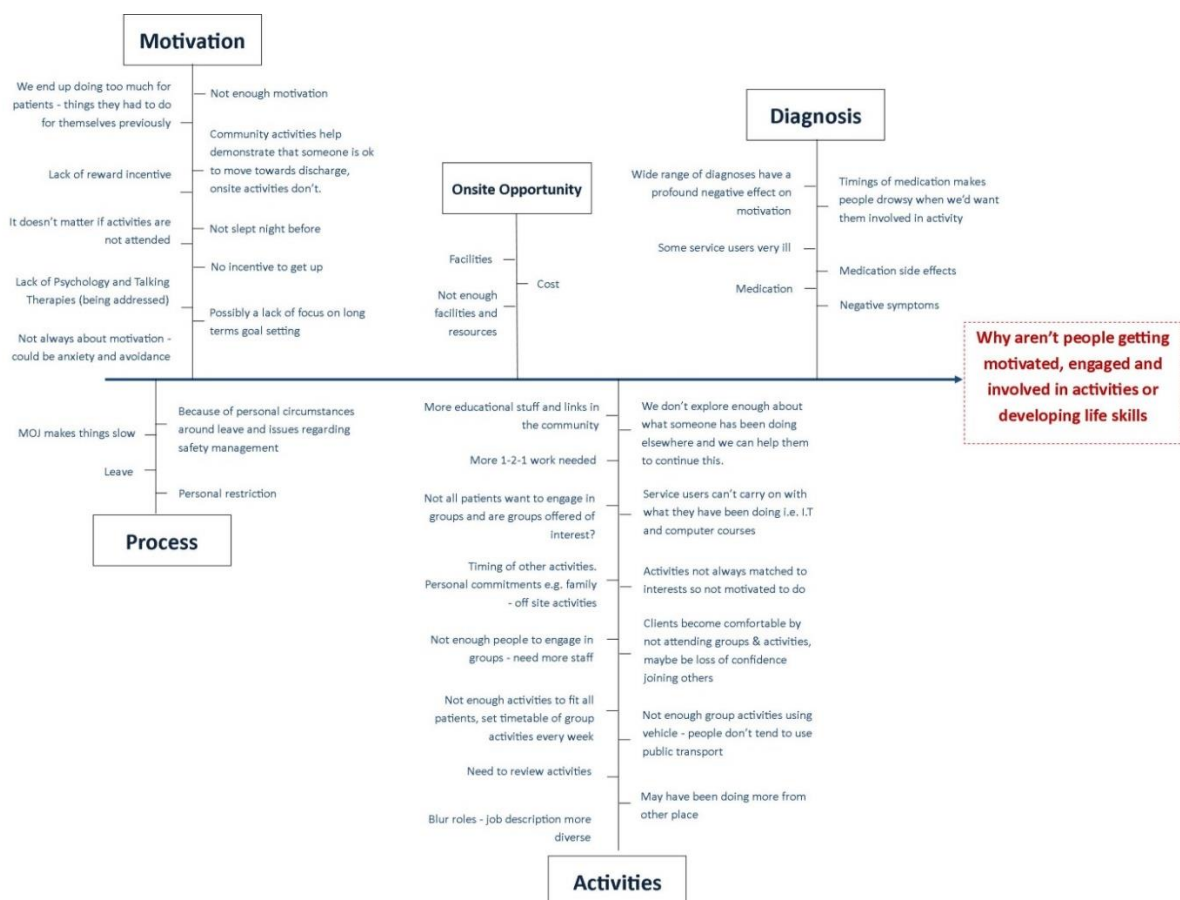 Motivation
We end up doing too much for
patients - things they had to do
for themselves previously
Lack of reward incentive
It doesn't matter if activities are
not attended
Lack of Psychology and Talking
Therapies (being addressed)
Not always about motivation -
could be anxiety and avoidance
Not enough motivation
Community activities help
demonstrate that someone is ok
to move towards discharge,
onsite activities don't.
Not slept night before
No incentive to get up
Possibly a lack of focus on long
terms goal setting
Onsite Opportunity
Facilities
Not enough
facilities and
resources
Cost
Diagnosis
Wide range of diagnoses have a
profound negative effect on
motivation
Some service users very ill
Medication
Timings of medication makes
people drowsy when we'd want
them involved in activity
Medication side effects
Negative symptoms
Why aren't people getting
motivated, engaged and
involved in activities or
developing life skills
MOJ makes things slow
Leave
Because of personal circumstances
around leave and issues regarding
safety management
Personal restriction
Process
More educational stuff and links in
the community
More 1-2-1 work needed
Not all patients want to engage in
groups and are groups offered of
interest?
Timing of other activities.
Personal commitments e.g. family
- off site activities
Not enough people to engage in
groups - need more staff
Not enough activities to fit all
patients, set timetable of group
activities every week
Need to review activities
Blur roles - job description more
diverse
We don't explore enough about
what someone has been doing
elsewhere and we can help them
to continue this.
Service users can't carry on with
what they have been doing i.e. I.T
and computer courses
Activities not always matched to
interests so not motivated to do
Clients become comfortable by
not attending groups & activities,
maybe be loss of confidence
joining others
Not enough group activities using
vehicle - people don't tend to use
public transport
May have been doing more from
other place
Activities